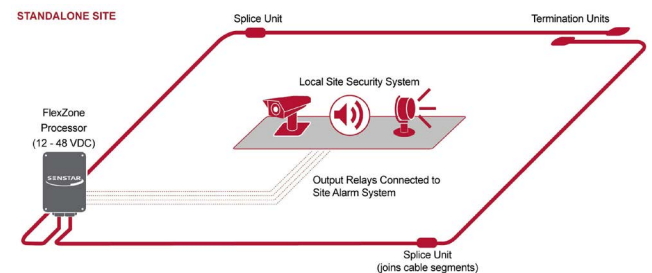 STANDALONE SITE
Splice Unit
Termination Units
Local Site Security System
FlexZone
Processor
(12 - 48 VDC)
SENSTAR
Output Relays Connected to
Site Alarm System
Splice Unit
(joins cable segments)